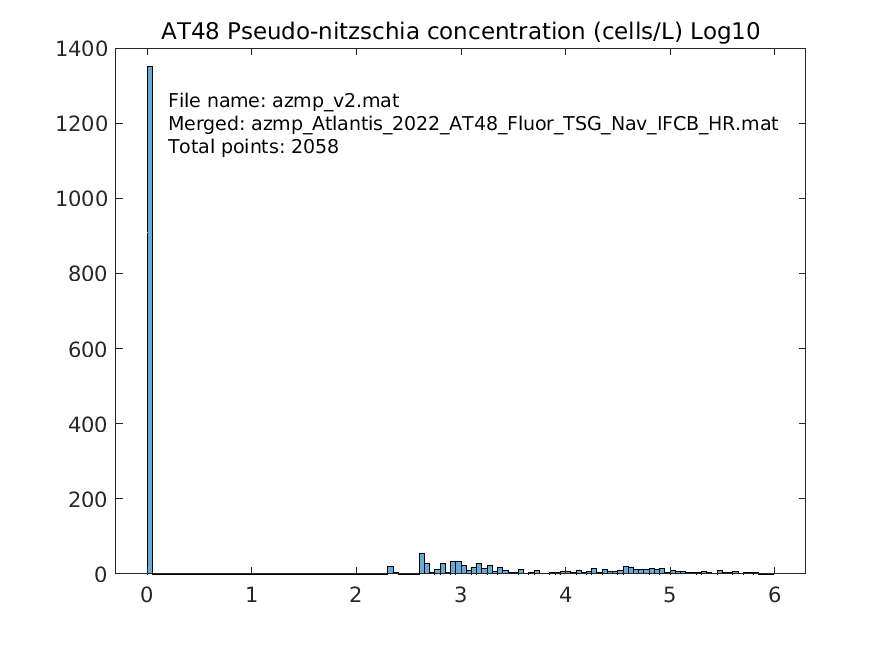 AT48 Pseudo-nitzschia concentration (cells/L) Log10
1400
1200
1000
800
600
400
200
0
File name: azmp_v2.mat
Merged: azmp_Atlantis_2022_AT48_Fluor_TSG_Nav_IFCB_HR.mat
Total points: 2058
0 1 2 3 4 5 6